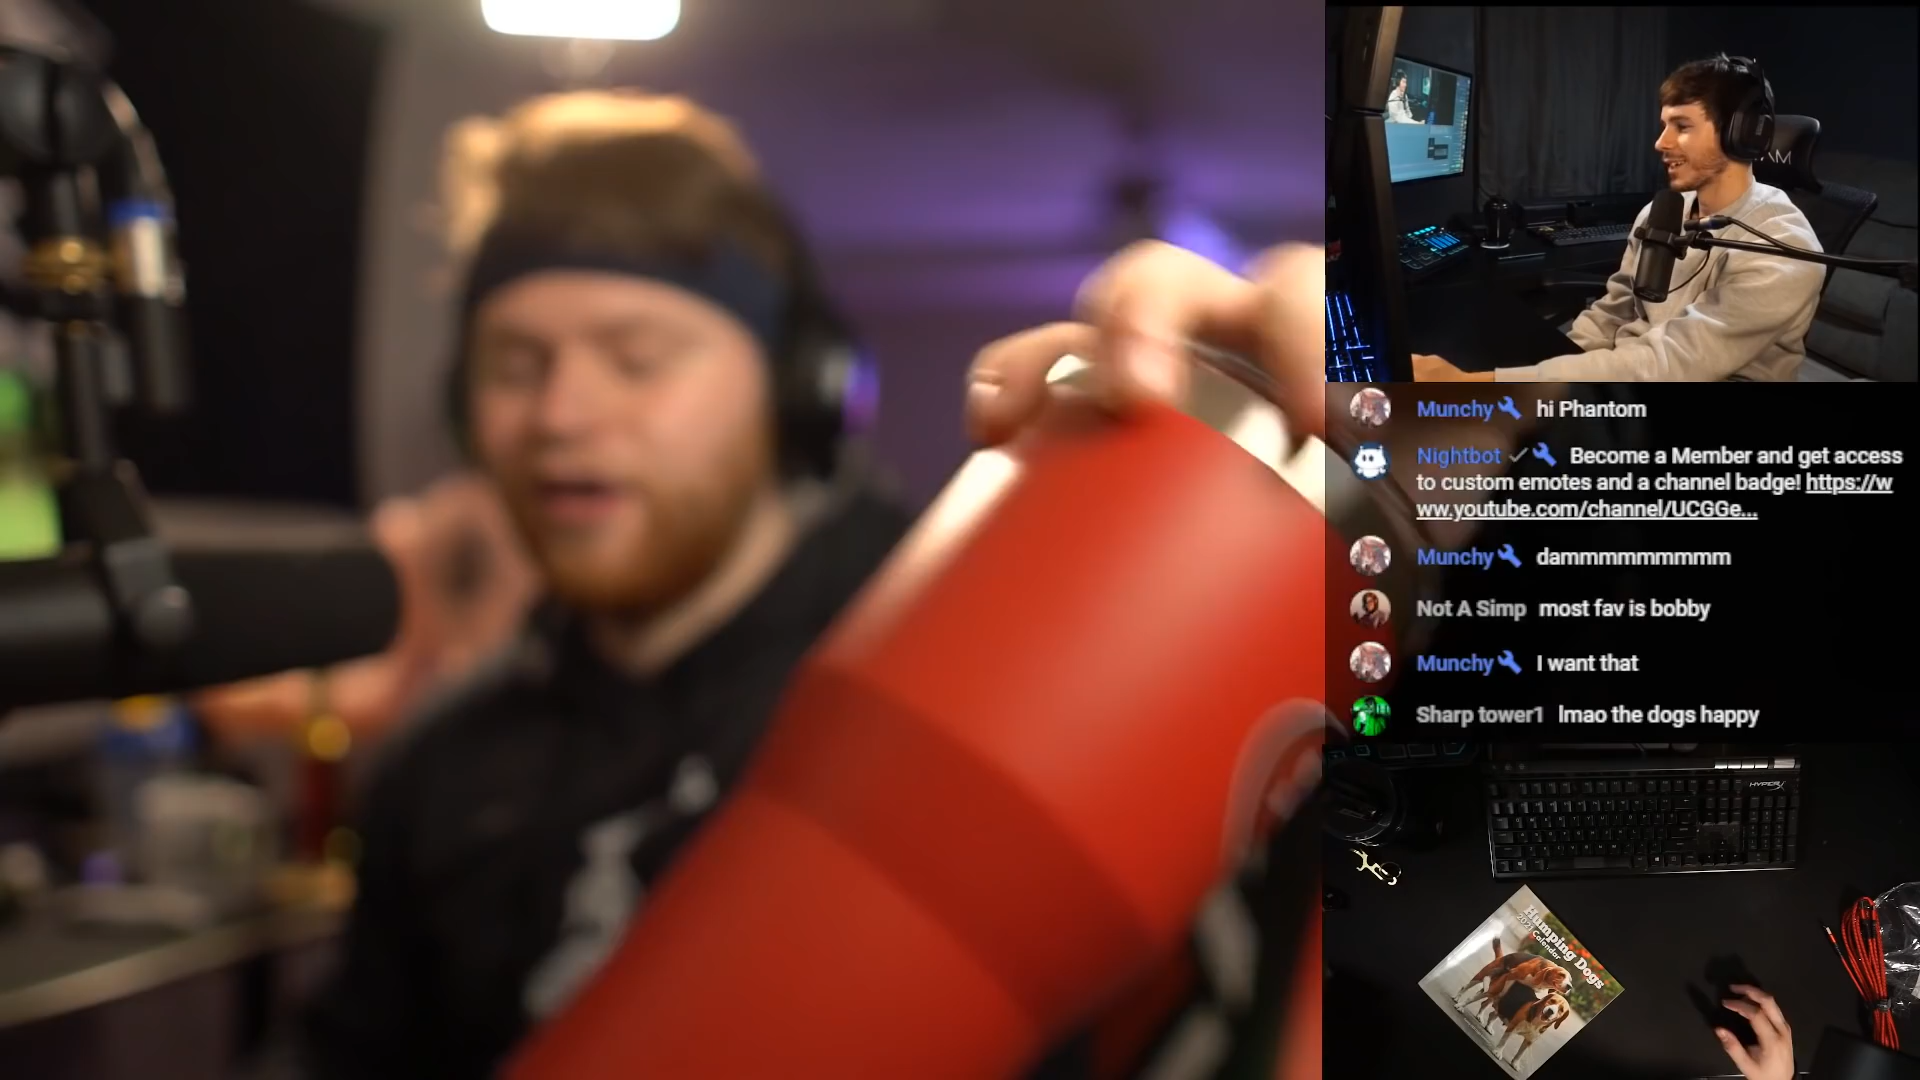 AM
Munchy hi Phantom
Nightbot Become a Member and get access
to custom emotes and a channel badge! https://w
ww.youtube.com/channel/UCGGe...
Munchy dammmmmmmmm
Not A Simp most fav is bobby
Munchy I want that
Sharp tower1 lmao the dogs happy
HYPERX
Humping Dogs
2021 Calendar